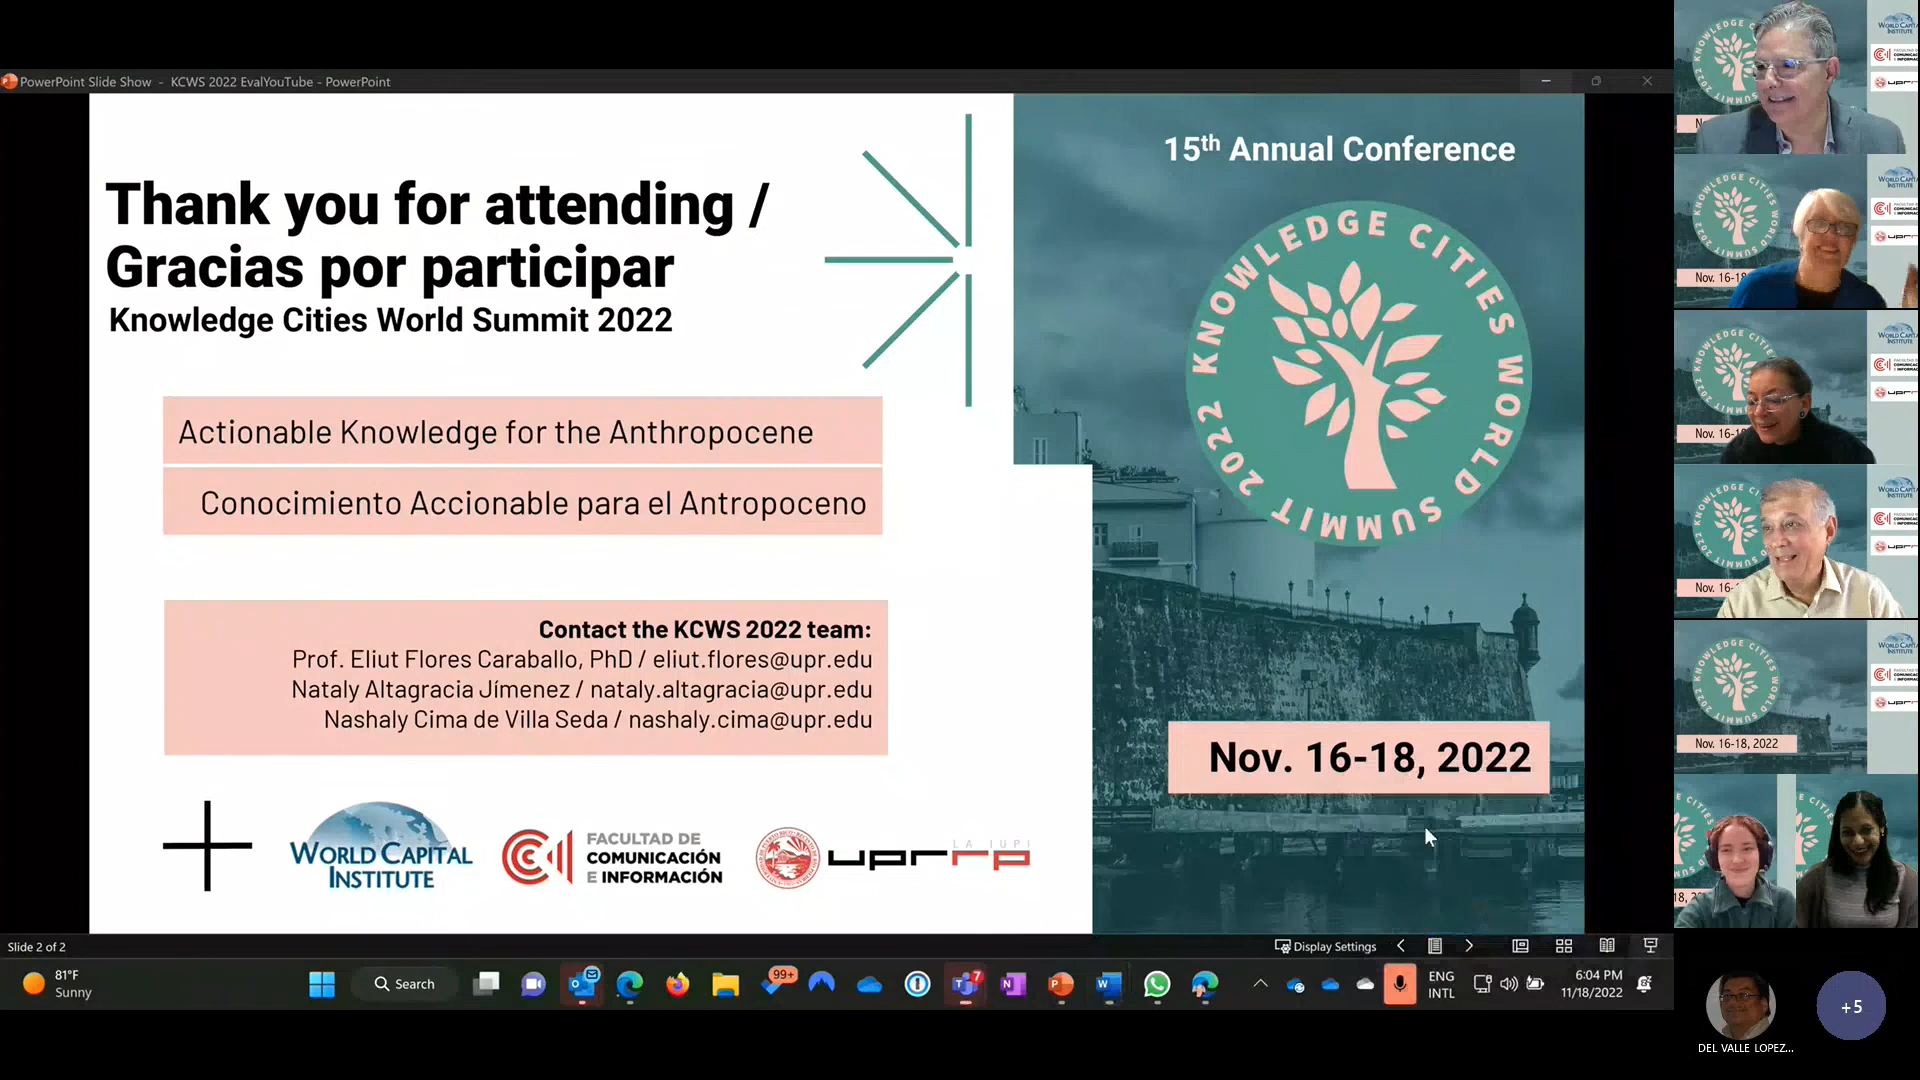 PowerPoint Slide Show - KCWS 2022 EvalYouTube - PowerPoint
Thank you for attending /
Gracias por participar
Knowledge Cities World Summit 2022
Actionable Knowledge for the Anthropocene
Conocimiento Accionable para el Antropoceno
Contact the KCWS 2022 team:
Prof. Eliut Flores Caraballo, PhD / eliut.flores@upr.edu
Nataly Altagracia Jímenez / nataly.altagracia@upr.edu
Nashaly Cima de Villa Seda / nashaly.cima@upr.edu
WORLD CAPITAL
INSTITUTE
FACULTAD DE
COMUNICACIÓN
E INFORMACIÓN
LA IUPI
uprrp
15th Annual Conference
KNOWLEDGE CITIES WORLD SUMMIT 2022
Nov. 16-18, 2022
Slide 2 of 2
Display Settings
81°F
Sunny
Search
99+
7
ENG
INTL
6:04 PM
11/18/2022
Nov. 16-18, 2022
DEL VALLE LOPEZ...
+5